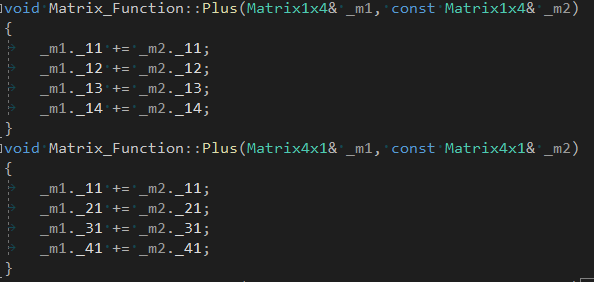 void Matrix_Function::Plus(Matrix1x4& _m1, const Matrix1x4& _m2)
{
    _m1._11 += _m2._11;
    _m1._12 += _m2._12;
    _m1._13 += _m2._13;
    _m1._14 += _m2._14;
}
void Matrix_Function::Plus(Matrix4x1& _m1, const Matrix4x1& _m2)
{
    _m1._11 += _m2._11;
    _m1._21 += _m2._21;
    _m1._31 += _m2._31;
    _m1._41 += _m2._41;
}